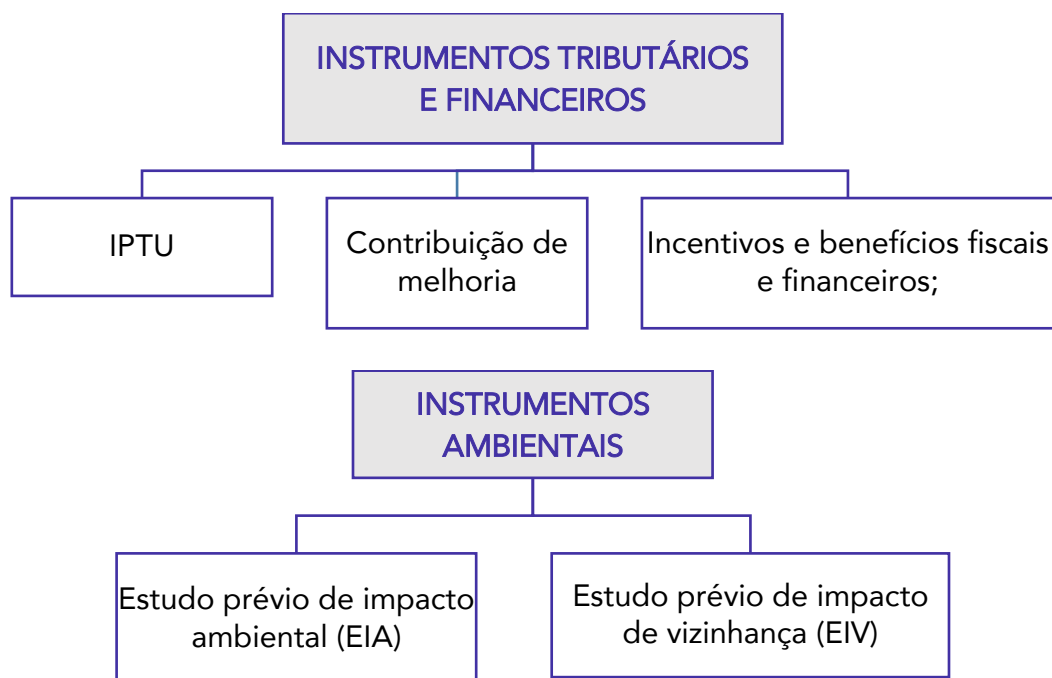 INSTRUMENTOS TRIBUTÁRIOS
E FINANCEIROS
IPTU
Contribuição de
melhoria
Incentivos e benefícios fiscais
e financeiros;
INSTRUMENTOS
AMBIENTAIS
Estudo prévio de impacto
ambiental (EIA)
Estudo prévio de impacto
de vizinhança (EIV)